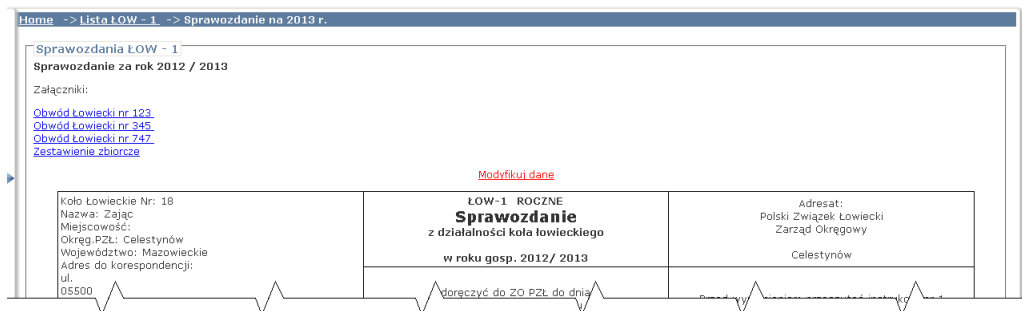 Home -> Lista ŁOW - 1 -> Sprawozdanie na 2013 r.
Sprawozdania ŁOW - 1
Sprawozdanie za rok 2012 / 2013
Załączniki:
Obwód Łowiecki nr 123
Obwód Łowiecki nr 345
Obwód Łowiecki nr 747
Zestawienie zbiorcze
Modyfikuj dane
Koło Łowieckie Nr: 18
Nazwa: Zając
Miejscowość:
Okręg.PZŁ: Celestynów
Województwo: Mazowieckie
Adres do korespondencji:
ul.
05500
ŁOW-1 ROCZNE
Sprawozdanie
z działalności koła łowieckiego
w roku gosp. 2012/ 2013
doręczyć do ZO PZŁ do dnia
Adresat:
Polski Związek Łowiecki
Zarząd Okręgowy
Celestynów